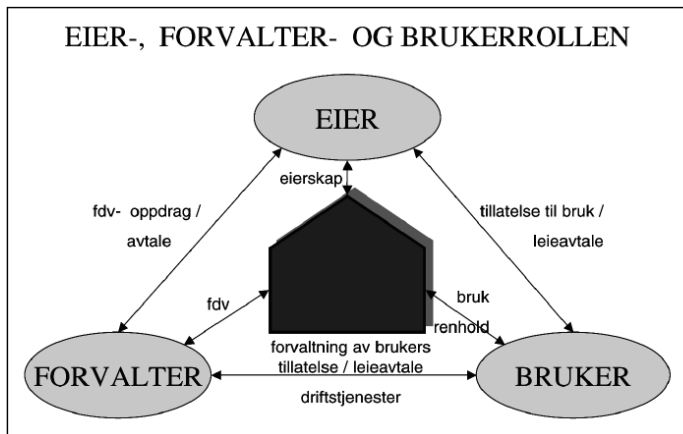 EIER-, FORVALTER- OG BRUKERROLLEN
EIER
eierskap
fdv- oppdrag /
avtale
tillatelse til bruk /
leieavtale
fdv
bruk
renhold
forvaltning av brukers
tillatelse / leieavtale
driftstjenester
FORVALTER
BRUKER